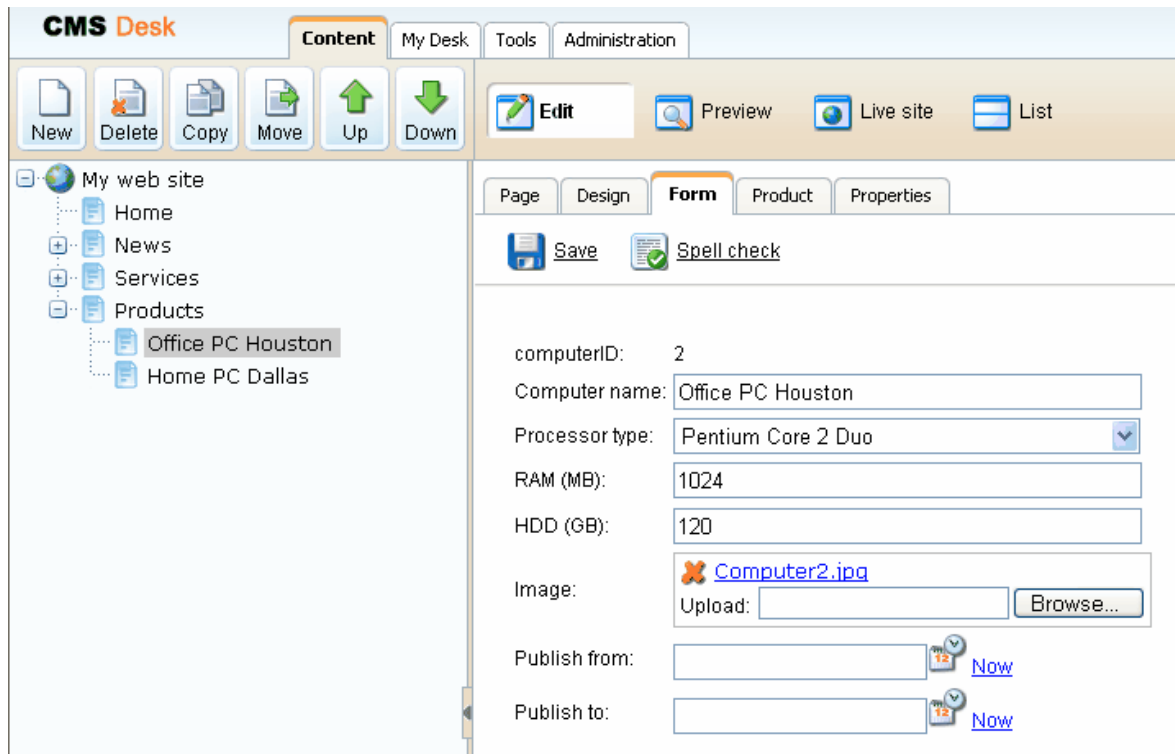 CMS Desk
Content My Desk Tools Administration
New Delete Copy Move Up Down
Edit Preview Live site List
My web site
Home
News
Services
Products
Office PC Houston
Home PC Dallas
Page Design Form Product Properties
Save Spell check
computerID: 2
Computer name: Office PC Houston
Processor type: Pentium Core 2 Duo
RAM (MB): 1024
HDD (GB): 120
Image: Computer2.jpg
Upload: Browse...
Publish from: 12 Now
Publish to: 12 Now